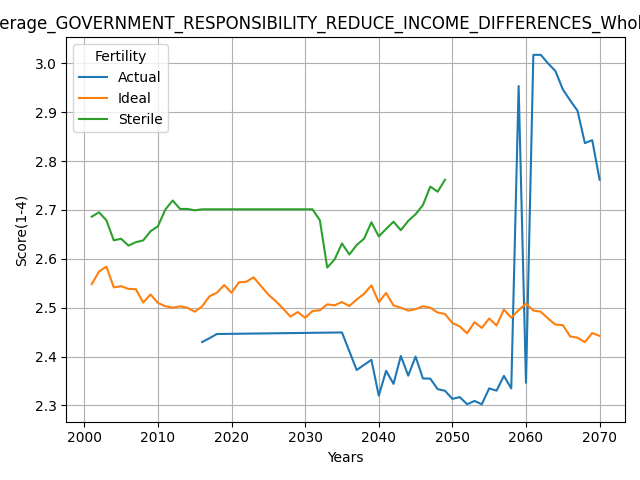 erage_GOVERNMENT_RESPONSIBILITY_REDUCE_INCOME_DIFFERENCES_Whol
Fertility
Actual
Ideal
Sterile
3.0
2.9
2.8
2.7
2.6
2.5
2.4
2.3
Score(1-4)
2000 2010 2020 2030 2040 2050 2060 2070
Years